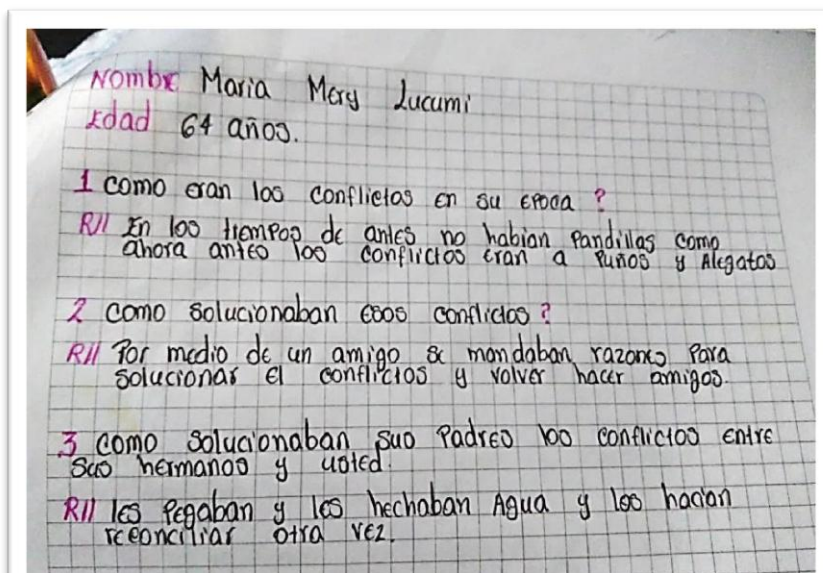 Nombre Maria Mery Lucumi
Edad 64 años.
1 como eran los conflictos en su epoca ?
R// En los tiempos de antes no habian Pandillas como
ahora antes los conflictos eran a Puños y Alegatos
2 como solucionaban esos conflictos ?
R// Por medio de un amigo se mandaban razones Para
solucionar el conflictos y volver hacer amigos.
3 como solucionaban sus Padres los conflictos entre
sus hermanos y usted.
R// les Pegaban y les hechaban Agua y los hacian
reconciliar otra vez.